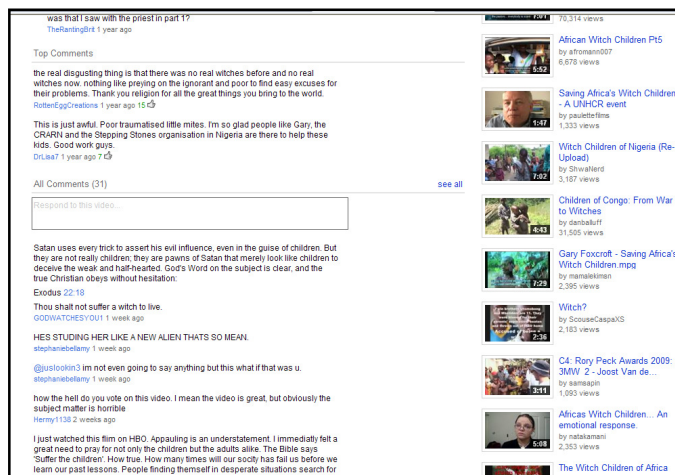 was that I saw with the priest in part 1?
TheRantingBrit 1 year ago
Top Comments
the real disgusting thing is that there was no real witches before and no real
witches now. nothing like preying on the ignorant and poor to find easy excuses for
their problems. Thank you religion for all the great things you bring to the world.
RottenEggCreations 1 year ago 15
This is just awful. Poor traumatised little mites. I'm so glad people like Gary, the
CRARN and the Stepping Stones organisation in Nigeria are there to help these
kids. Good work guys.
DrLisa7 1 year ago 7
All Comments (31)
see all
Respond to this video...
Satan uses every trick to assert his evil influence, even in the guise of children. But
they are not really children; they are pawns of Satan that merely look like children to
deceive the weak and half-hearted. God's Word on the subject is clear, and the
true Christian obeys without hesitation:
Exodus 22:18
Thou shalt not suffer a witch to live.
GODWATCHESYOU1 1 week ago
HES STUDING HER LIKE A NEW ALIEN THATS SO MEAN.
stephaniebellamy 1 week ago
@juslookin3 im not even going to say anything but this what if that was u.
stephaniebellamy 1 week ago
how the hell do you vote on this video. I mean the video is great, but obviously the
subject matter is horrible
Hermy1138 2 weeks ago
I just watched this flim on HBO. Appauling is an understatement. I immediatly felt a
great need to pray for not only the children but the adults alike. The Bible says
'Suffer the children'. How true. How many times will our socity has fail us before we
learn our past lessons. People finding themself in desperate situations search for
7:01
70,314 views
5:52
African Witch Children Pt5
by afromann007
6,678 views
1:47
Saving Africa's Witch Children
- A UNHCR event
by paulettefilms
1,333 views
7:02
Witch Children of Nigeria (Re-
Upload)
by ShwaNerd
3,187 views
4:43
Children of Congo: From War
to Witches
by danballuff
31,505 views
7:29
Gary Foxcroft - Saving Africa's
Witch Children.mpg
by mamalekiman
2,395 views
2:36
Witch?
by ScouseCaspaXS
2,183 views
3:11
C4: Rory Peck Awards 2009:
3MW 2 - Joost Van de...
by samsapin
1,093 views
5:08
Africas Witch Children... An
emotional response.
by natakamani
2,353 views
The Witch Children of Africa